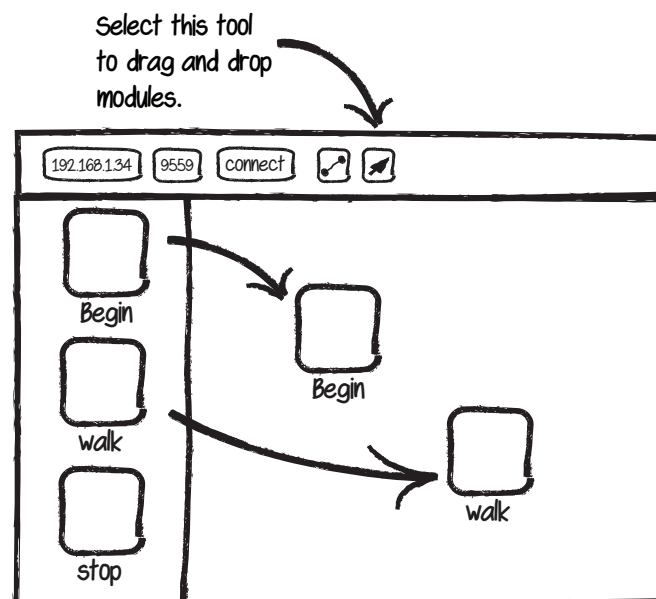 Select this tool
to drag and drop
modules.
192.168.1.34 9559 connect
Begin
Begin
walk
walk
stop